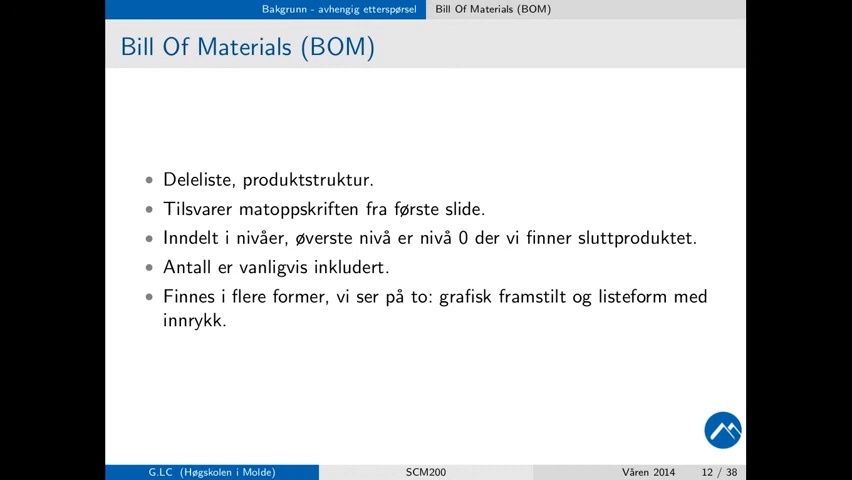 Bakgrunn - avhengig etterspørsel Bill Of Materials (BOM)
Bill Of Materials (BOM)
Deleliste, produktstruktur.
Tilsvarer matoppskriften fra første slide.
Inndelt i nivåer, øverste nivå er nivå 0 der vi finner sluttproduktet.
Antall er vanligvis inkludert.
Finnes i flere former, vi ser på to: grafisk framstilt og listeform med
innrykk.
G.LC (Høgskolen i Molde) SCM200 Våren 2014 12 / 38